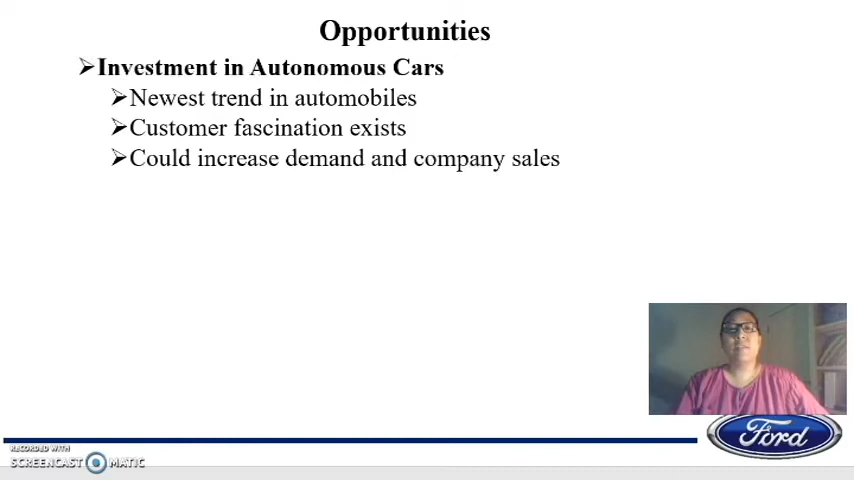 Opportunities
➢Investment in Autonomous Cars
➢Newest trend in automobiles
➢Customer fascination exists
➢Could increase demand and company sales
Ford
RECORDED WITH
SCREENCAST MATIC